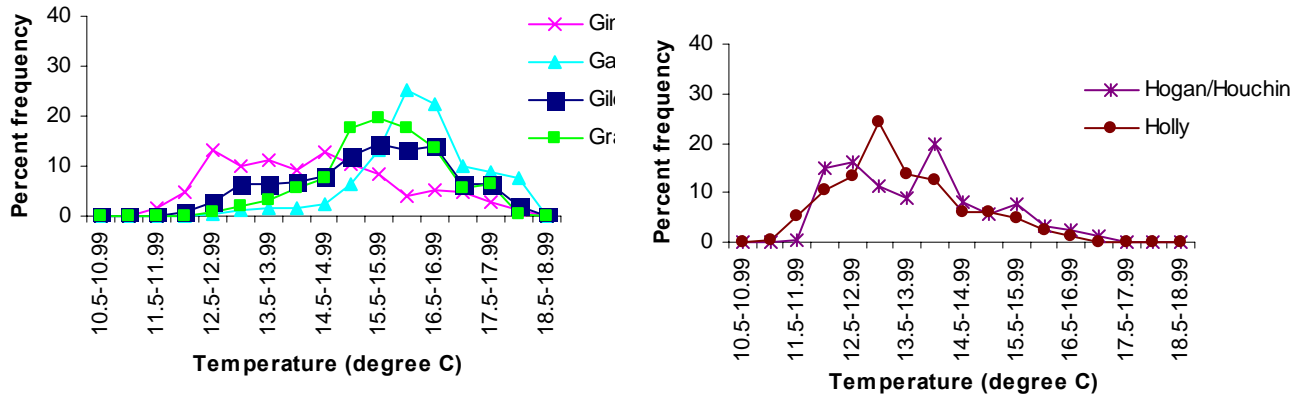 40
30
20
10
0
Percent frequency
10.5-10.99
11.5-11.99
12.5-12.99
13.5-13.99
14.5-14.99
15.5-15.99
16.5-16.99
17.5-17.99
18.5-18.99
Temperature (degree C)
Gir
Ga
Gil
Gra
40
30
20
10
0
Percent frequency
10.5-10.99
11.5-11.99
12.5-12.99
13.5-13.99
14.5-14.99
15.5-15.99
16.5-16.99
17.5-17.99
18.5-18.99
Temperature (degree C)
Hogan/Houchin
Holly